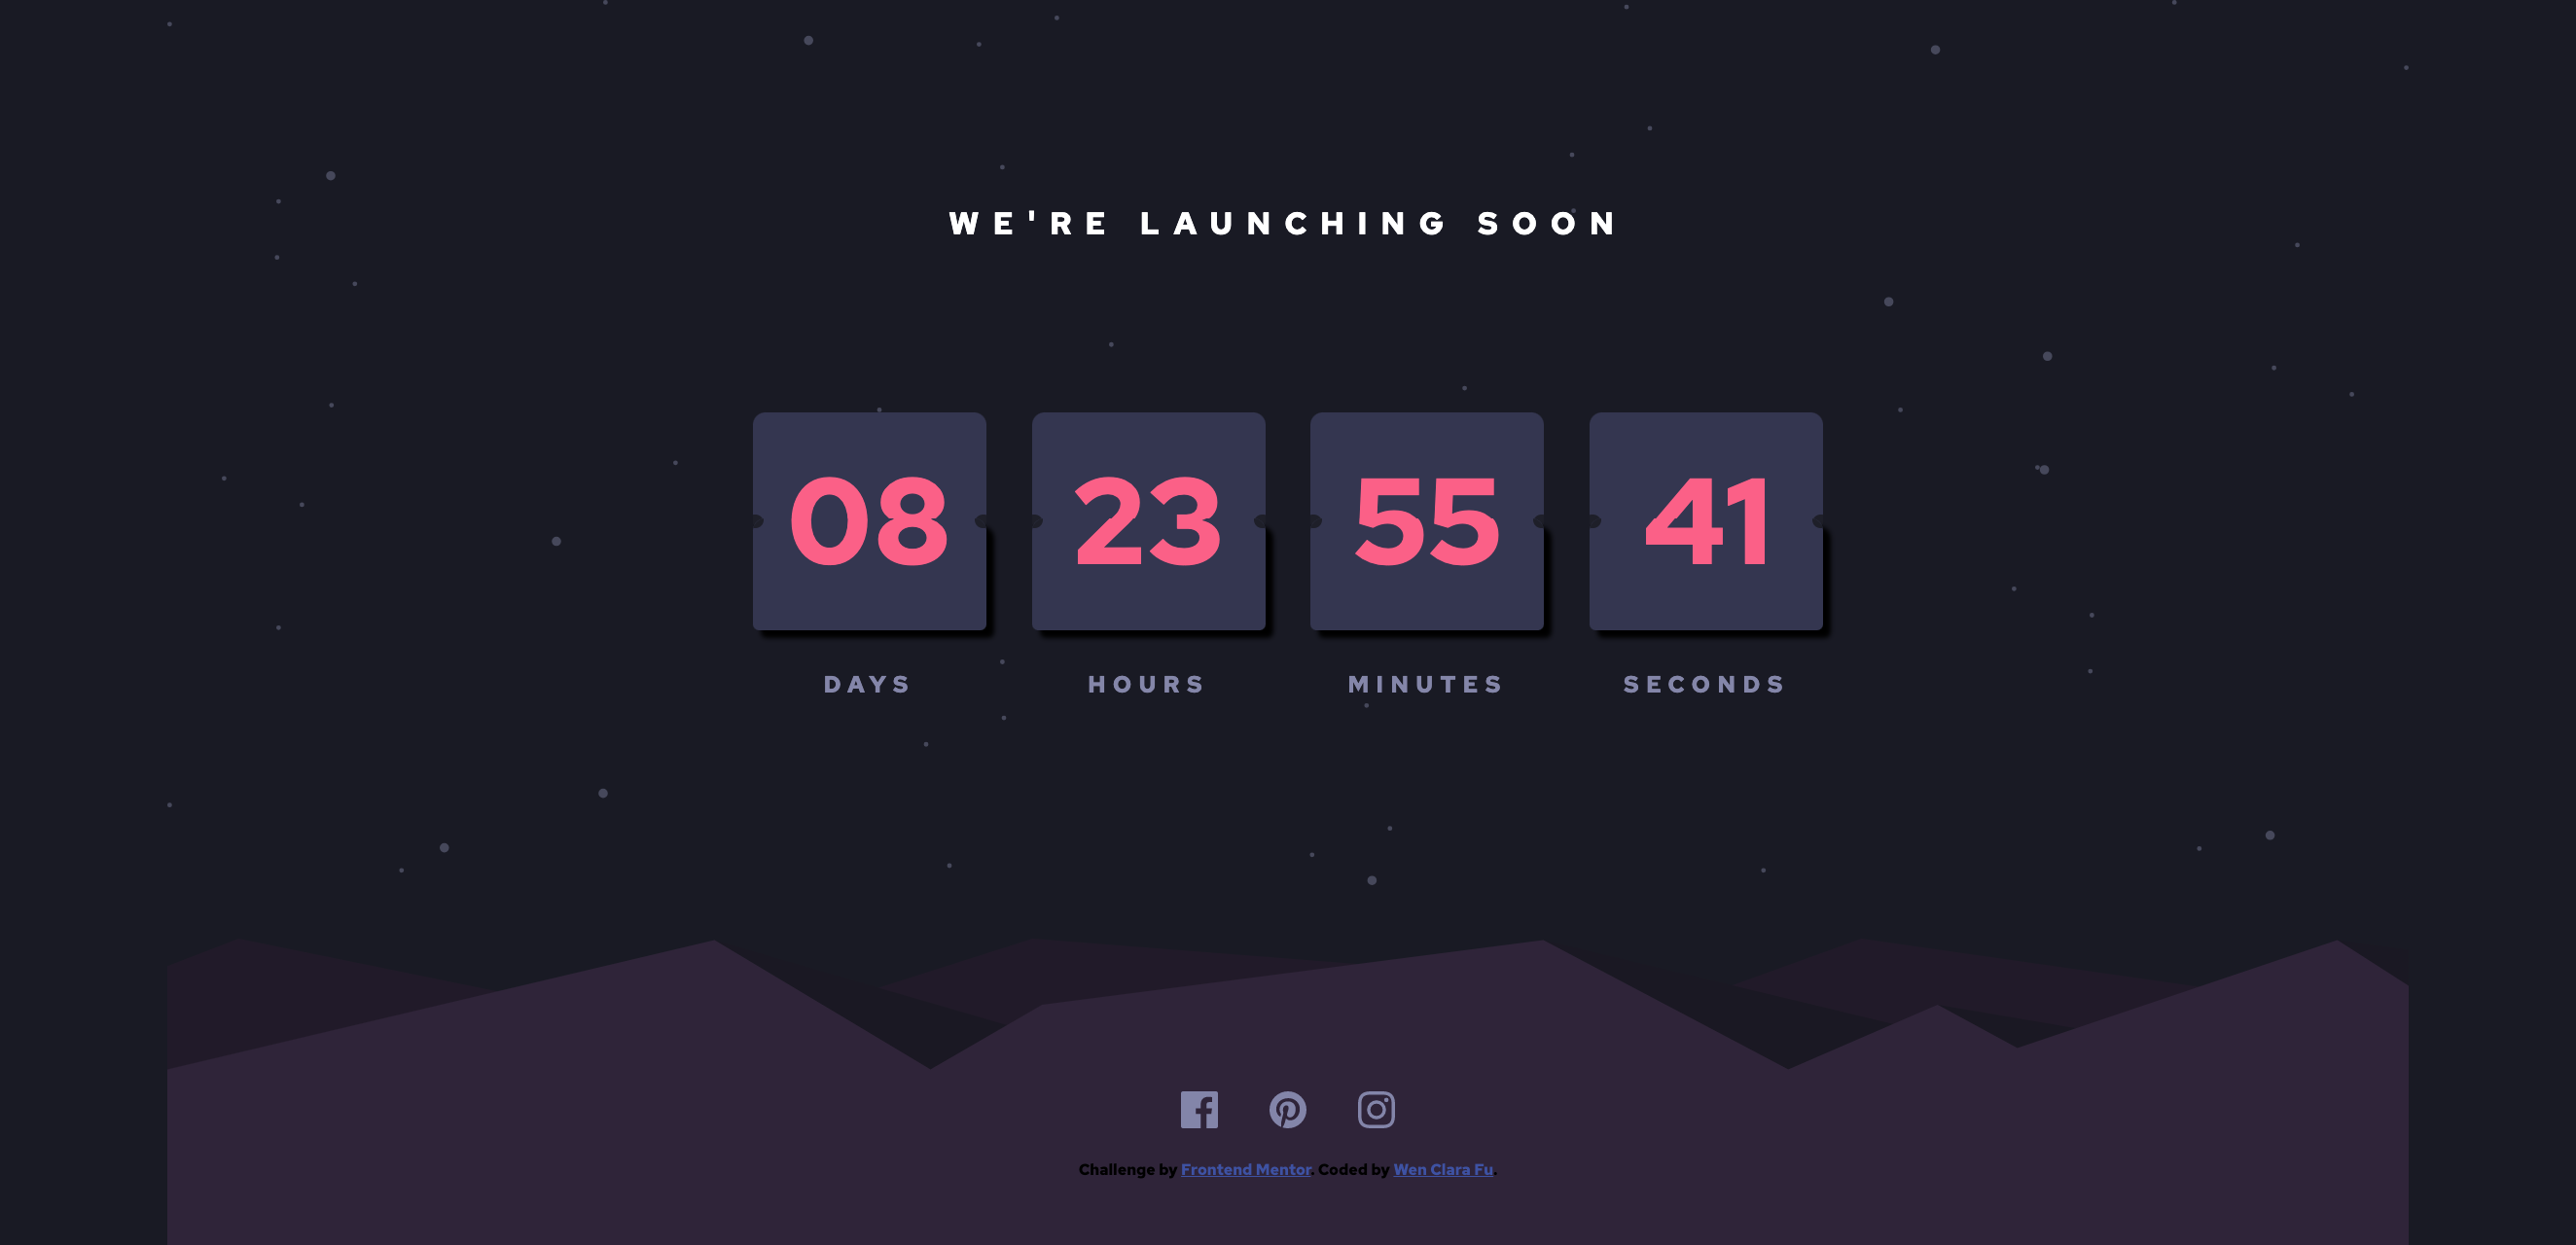 WE'RE LAUNCHING SOON
08 23 55 41
DAYS HOURS MINUTES SECONDS
Challenge by Frontend Mentor. Coded by Wen Clara Fu.